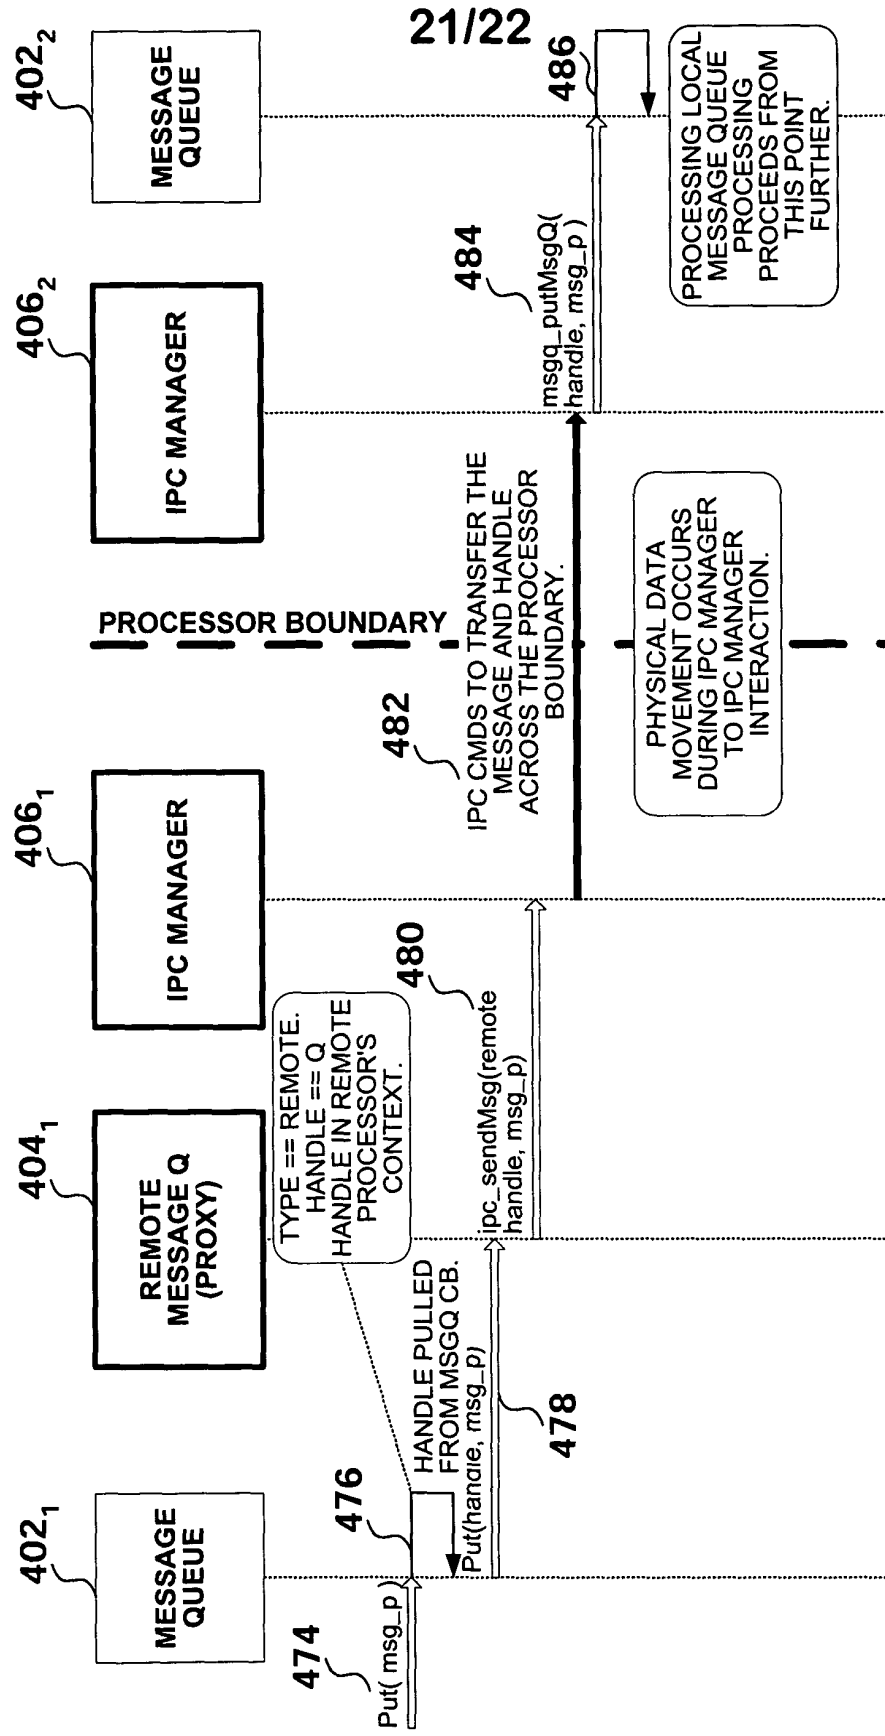 21/22
402₁
MESSAGE
QUEUE
404₁
REMOTE
MESSAGE Q
(PROXY)
406₁
IPC MANAGER
PROCESSOR BOUNDARY
406₂
IPC MANAGER
402₂
MESSAGE
QUEUE
474
Put( msg_p )
476
TYPE == REMOTE.
HANDLE == Q
HANDLE IN REMOTE
PROCESSOR'S
CONTEXT.
HANDLE PULLED
FROM MSGQ CB.
Put(handle, msg_p)
478
480
ipc_sendMsg(remote
handle, msg_p)
482
IPC CMDS TO TRANSFER THE
MESSAGE AND HANDLE
ACROSS THE PROCESSOR
BOUNDARY.
PHYSICAL DATA
MOVEMENT OCCURS
DURING IPC MANAGER
TO IPC MANAGER
INTERACTION.
484
msgq_putMsgQ(
handle, msg_p )
486
PROCESSING LOCAL
MESSAGE QUEUE
PROCESSING
PROCEEDS FROM
THIS POINT
FURTHER.